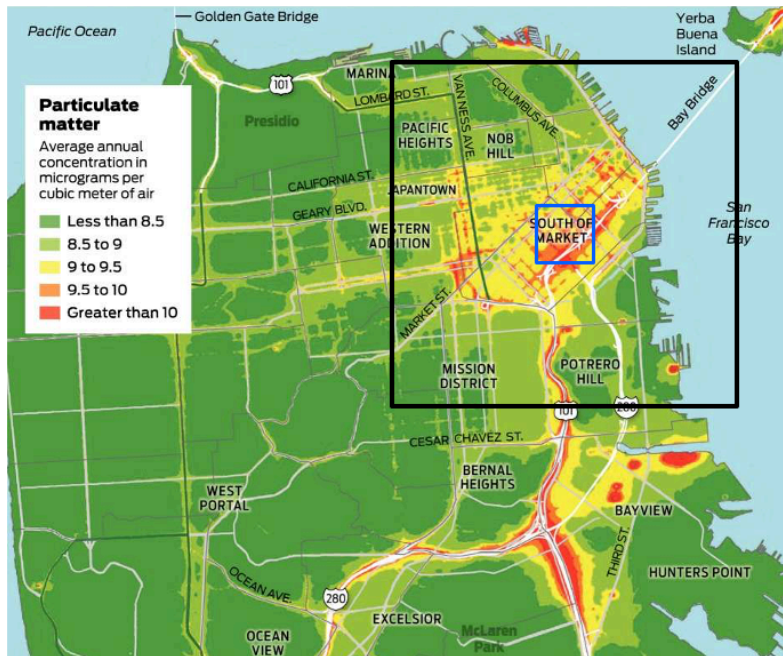 Pacific Ocean
Golden Gate Bridge
Yerba
Buena
Island
101
MARINA
LOMBARD ST.
VAN NESS AVE.
COLUMBUS AVE.
Bay Bridge
Particulate
matter
Average annual
concentration in
micrograms per
cubic meter of air
Less than 8.5
8.5 to 9
9 to 9.5
9.5 to 10
Greater than 10
Presidio
PACIFIC
HEIGHTS
NOB
HILL
CALIFORNIA ST.
JAPANTOWN
GEARY BLVD.
WESTERN
ADDITION
SOUTH OF
MARKET
San
Francisco
Bay
MARKET ST.
MISSION
DISTRICT
POTRERO
HILL
101
280
CESAR CHAVEZ ST.
BERNAL
HEIGHTS
WEST
PORTAL
BAYVIEW
THIRD ST.
HUNTERS POINT
OCEAN AVE.
280
EXCELSIOR
OCEAN
VIEW
McLaren
Park